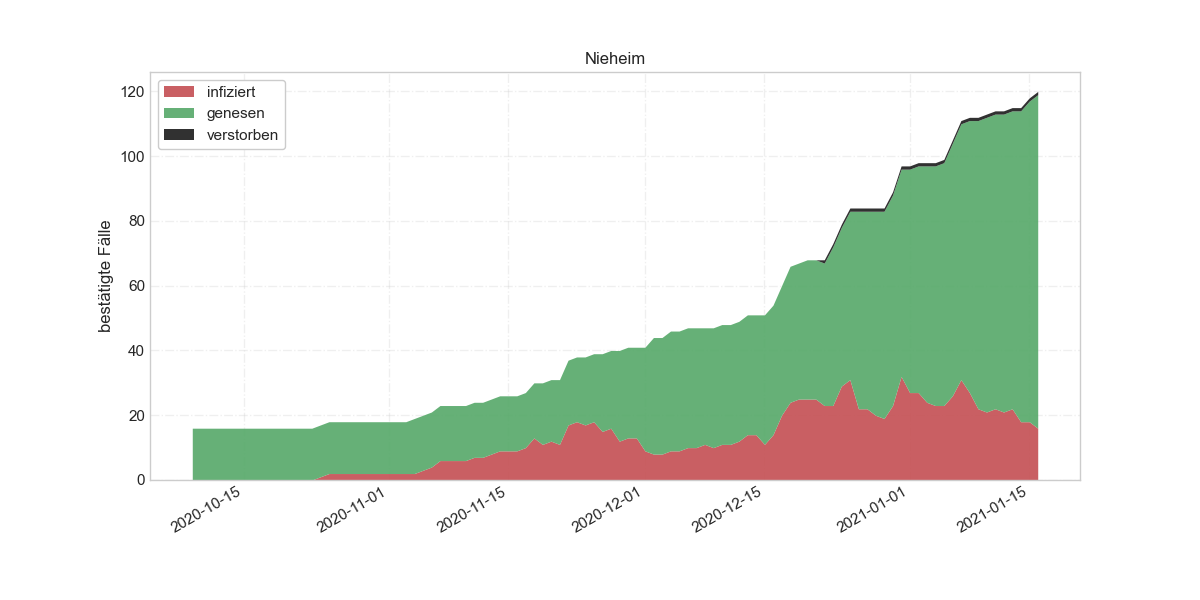 Nieheim
infiziert
genesen
verstorben
bestätigte Fälle
120
100
80
60
40
20
0
2020-10-15
2020-11-01
2020-11-15
2020-12-01
2020-12-15
2021-01-01
2021-01-15